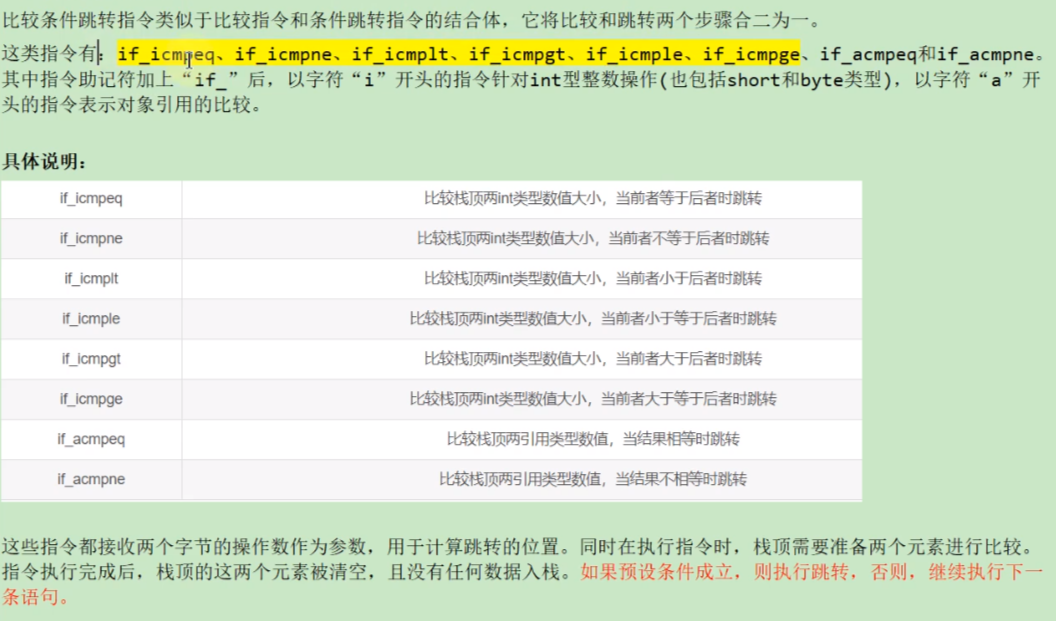 比较条件跳转指令类似于比较指令和条件跳转指令的结合体，它将比较和跳转两个步骤合二为一。
这类指令有：if_icmpeq、if_icmpne、if_icmplt、if_icmpgt、if_icmple、if_icmpge、if_acmpeq和if_acmpne。
其中指令助记符加上“if_”后，以字符“i”开头的指令针对int型整数操作(也包括short和byte类型)，以字符“a”开
头的指令表示对象引用的比较。
具体说明：
if_icmpeq 比较栈顶两int类型数值大小，当前者等于后者时跳转
if_icmpne 比较栈顶两int类型数值大小，当前者不等于后者时跳转
if_icmplt 比较栈顶两int类型数值大小，当前者小于后者时跳转
if_icmple 比较栈顶两int类型数值大小，当前者小于等于后者时跳转
if_icmpgt 比较栈顶两int类型数值大小，当前者大于后者时跳转
if_icmpge 比较栈顶两int类型数值大小，当前者大于等于后者时跳转
if_acmpeq 比较栈顶两引用类型数值，当结果相等时跳转
if_acmpne 比较栈顶两引用类型数值，当结果不相等时跳转
这些指令都接收两个字节的操作数作为参数，用于计算跳转的位置。同时在执行指令时，栈顶需要准备两个元素进行比较。
指令执行完成后，栈顶的这两个元素被清空，且没有任何数据入栈。如果预设条件成立，则执行跳转，否则，继续执行下一
条语句。